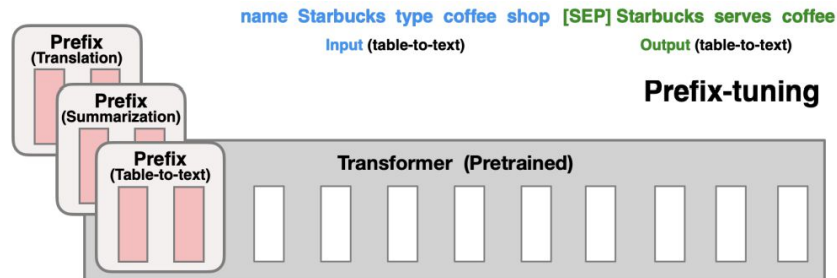 name Starbucks type coffee shop [SEP] Starbucks serves coffee
Input (table-to-text)
Output (table-to-text)
Prefix-tuning
Prefix
(Translation)
Prefix
(Summarization)
Prefix
(Table-to-text)
Transformer (Pretrained)